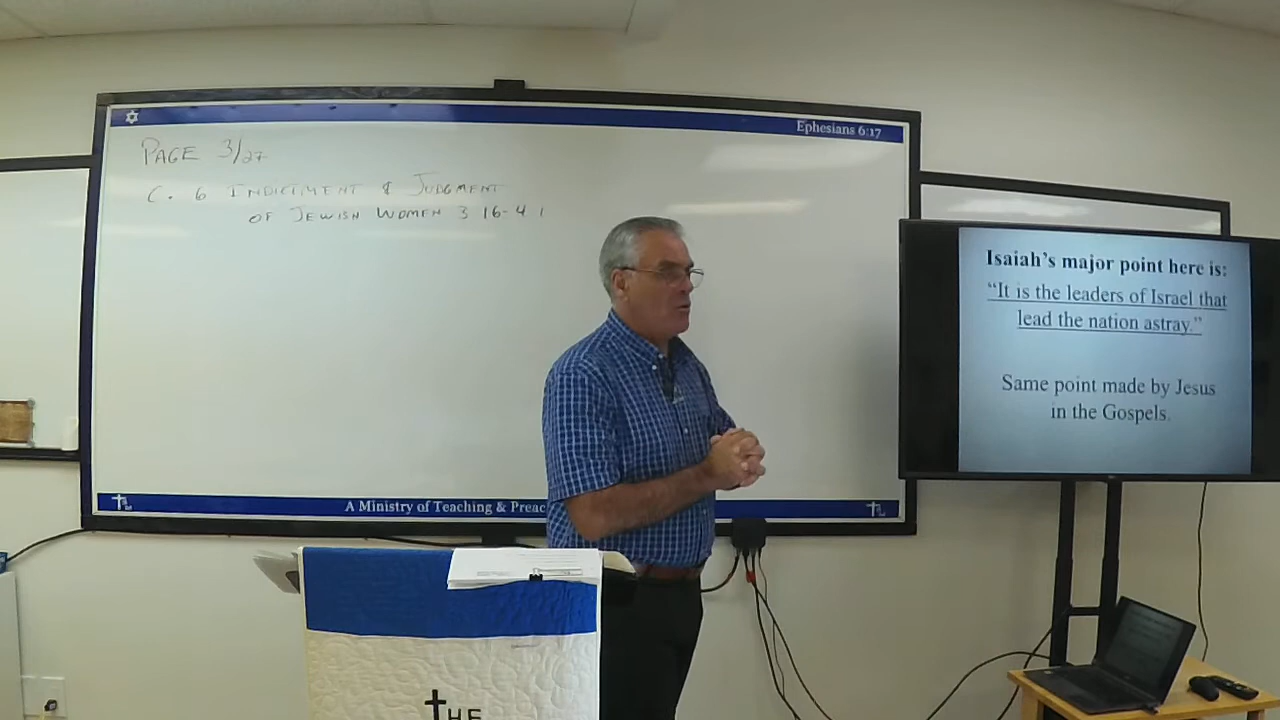 Ephesians 6:17
PAGE 3/27
C. 6 INDICTMENT & JUDGMENT
OF JEWISH WOMEN 3 16-4 1
Isaiah's major point here is:
"It is the leaders of Israel that
lead the nation astray."
Same point made by Jesus
in the Gospels.
A Ministry of Teaching & Preac
THE